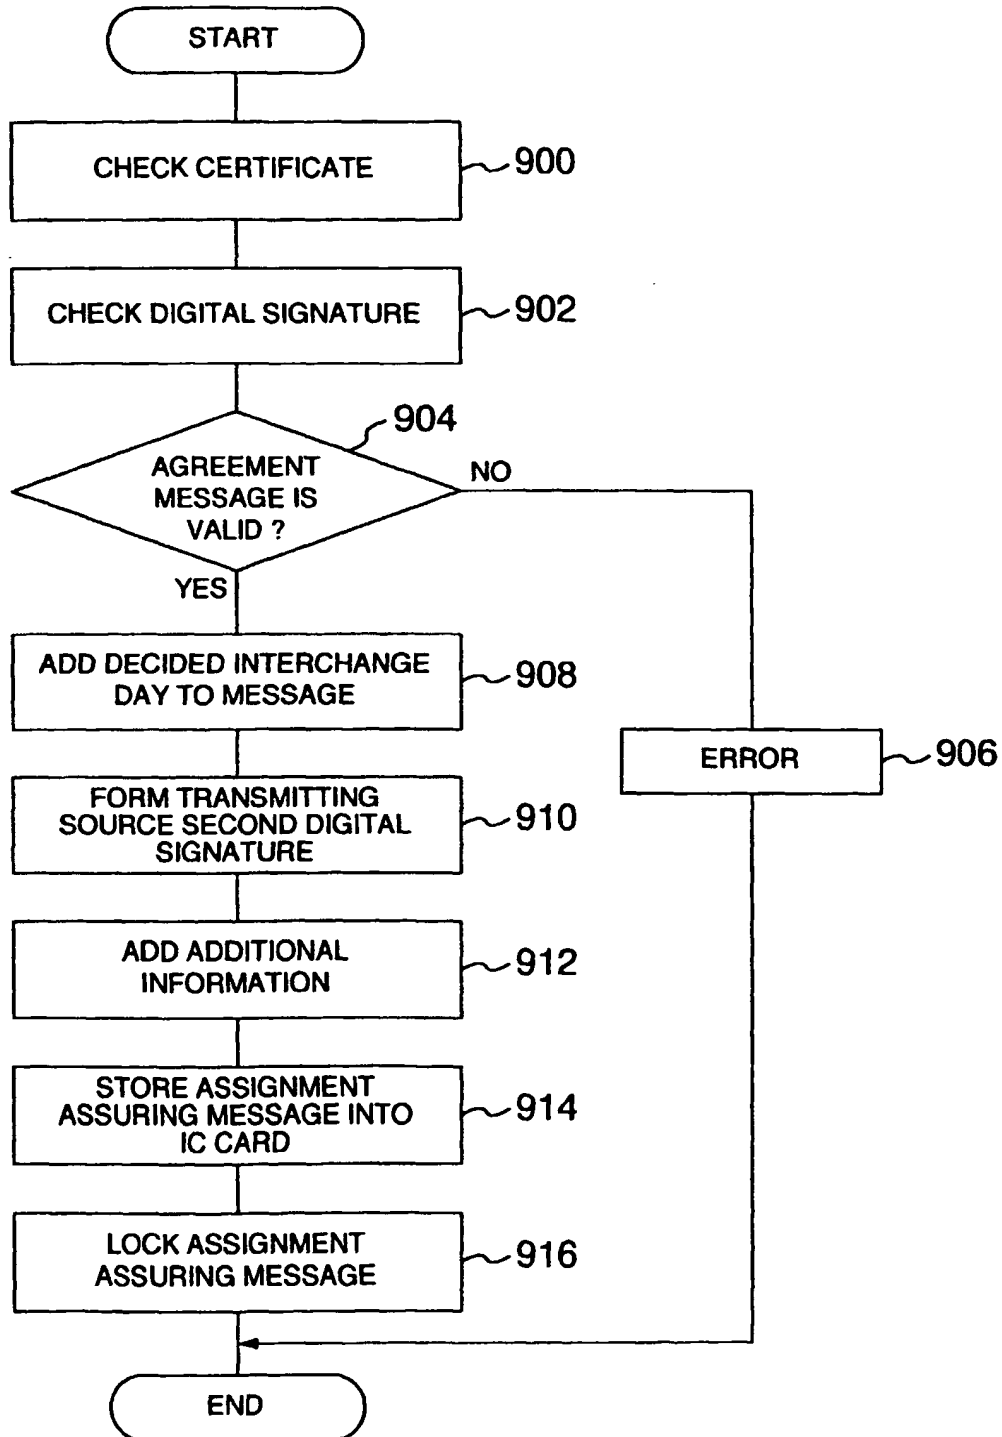 START
CHECK CERTIFICATE
900
CHECK DIGITAL SIGNATURE
902
904
AGREEMENT
MESSAGE IS
VALID ?
NO
YES
ADD DECIDED INTERCHANGE
DAY TO MESSAGE
908
ERROR
906
FORM TRANSMITTING
SOURCE SECOND DIGITAL
SIGNATURE
910
ADD ADDITIONAL
INFORMATION
912
STORE ASSIGNMENT
ASSURING MESSAGE INTO
IC CARD
914
LOCK ASSIGNMENT
ASSURING MESSAGE
916
END